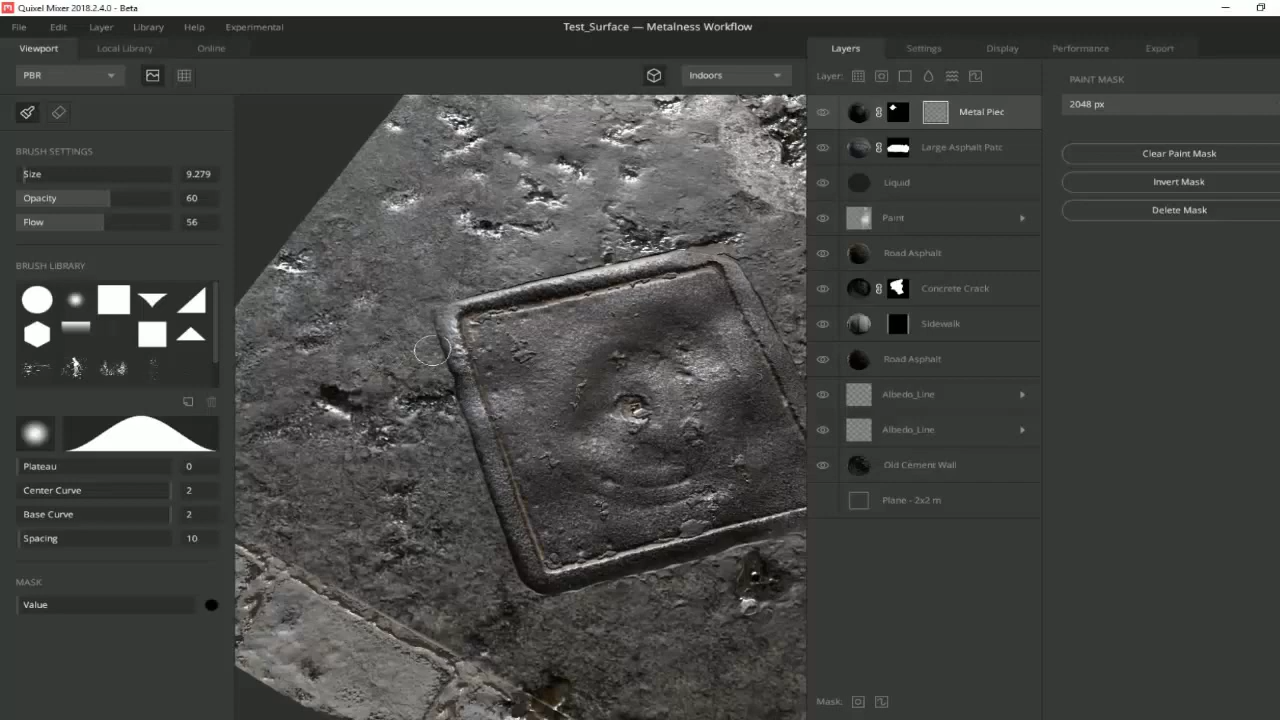 Quixel Mixer 2018.2.4.0 - Beta
File Edit Layer Library Help Experimental
Test_Surface — Metalness Workflow
Viewport Local Library Online
Layers Settings Display Performance Export
PBR
Indoors
Layer:
PAINT MASK
2048 px
Clear Paint Mask
Invert Mask
Delete Mask
BRUSH SETTINGS
Size 9.279
Opacity 60
Flow 56
BRUSH LIBRARY
Plateau 0
Center Curve 2
Base Curve 2
Spacing 10
MASK
Value
Metal Piec
Large Asphalt Patc
Liquid
Paint
Road Asphalt
Concrete Crack
Sidewalk
Road Asphalt
Albedo_Line
Albedo_Line
Old Cement Wall
Plane - 2x2 m
Mask: